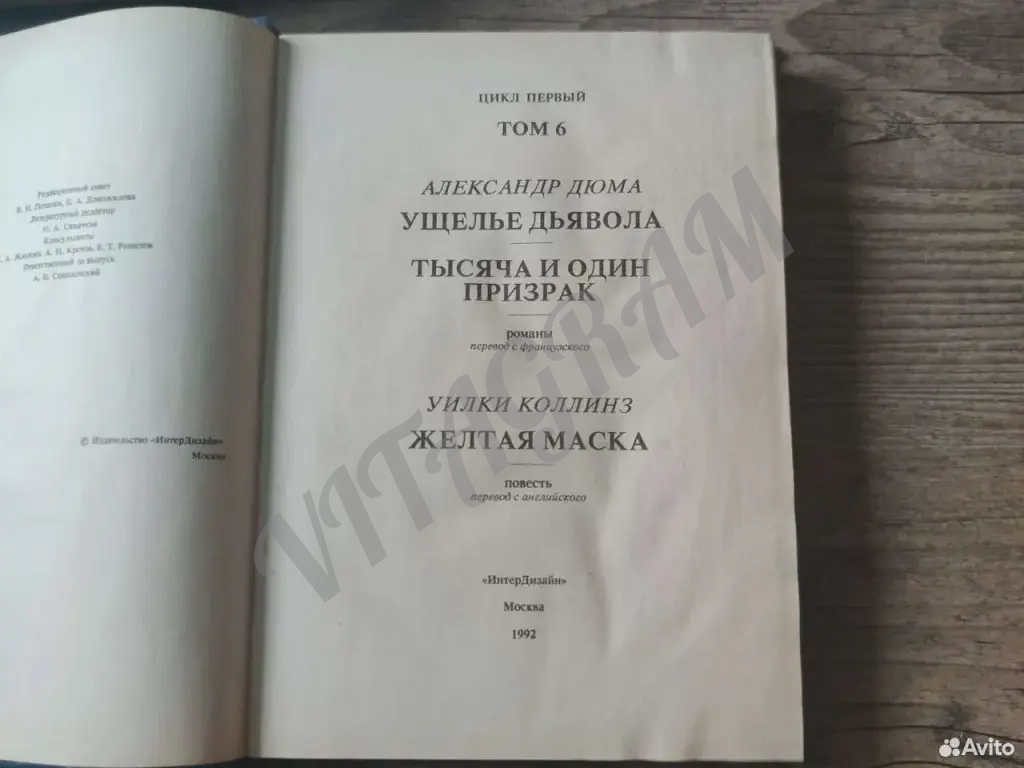 Редакционный совет
Литературный редактор
Консультанты
Ответственный за выпуск
© Издательство «ИнтерДизайн»
Москва
ЦИКЛ ПЕРВЫЙ
ТОМ 6
АЛЕКСАНДР ДЮМА
УЩЕЛЬЕ ДЬЯВОЛА
ТЫСЯЧА И ОДИН
ПРИЗРАК
романы
перевод с французского
УИЛКИ КОЛЛИНЗ
ЖЕЛТАЯ МАСКА
повесть
перевод с английского
«ИнтерДизайн»
Москва
1992
VITAGRAM
Avito